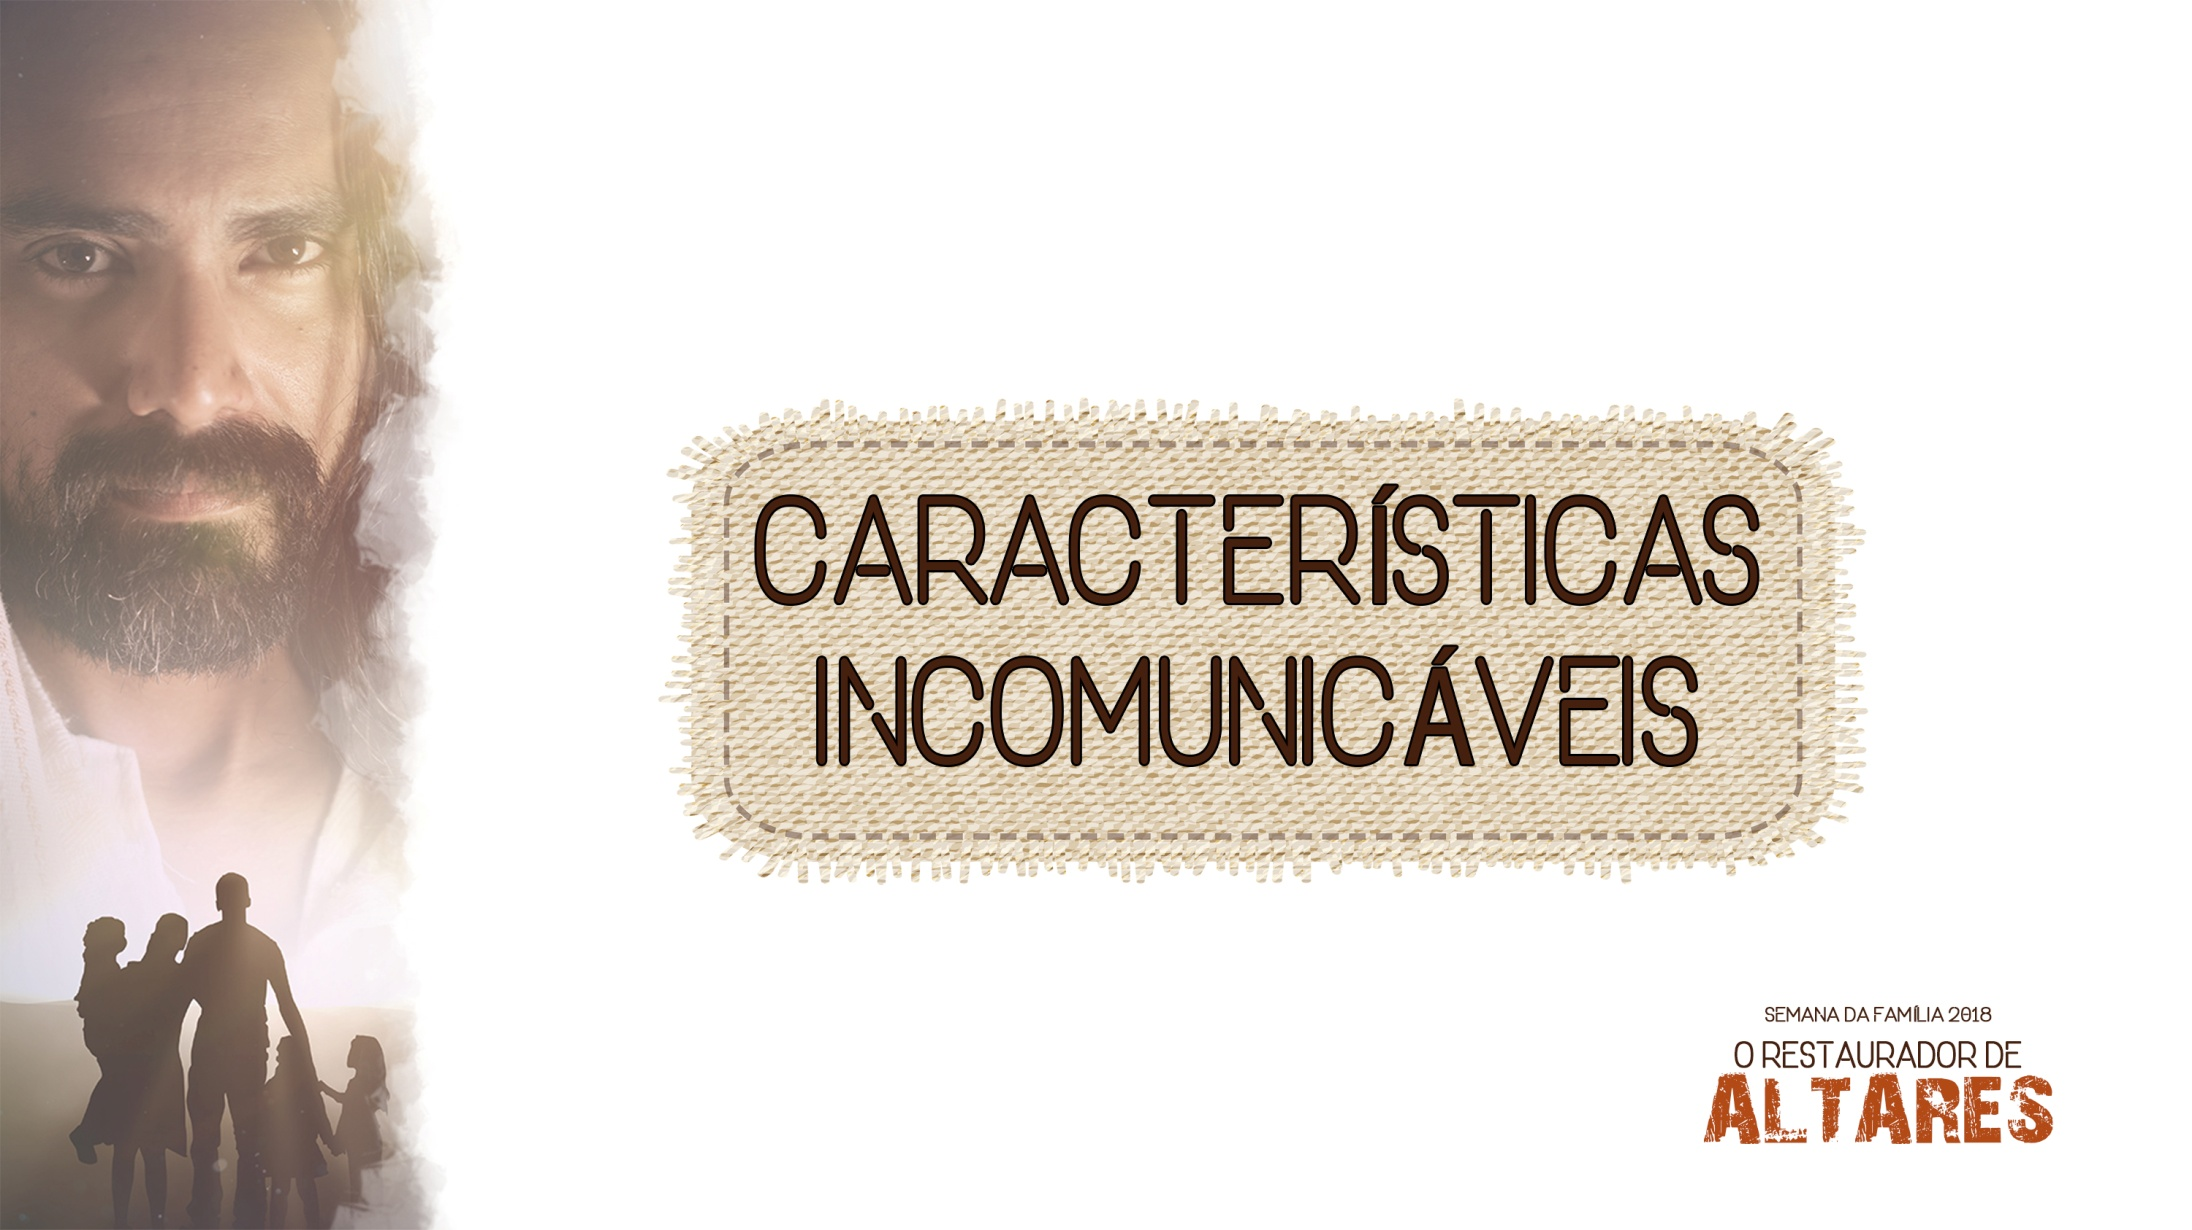 CARACTERÍSTICAS
INCOMUNICÁVEIS
SEMANA DA FAMÍLIA 2018
O RESTAURADOR DE
ALTARES